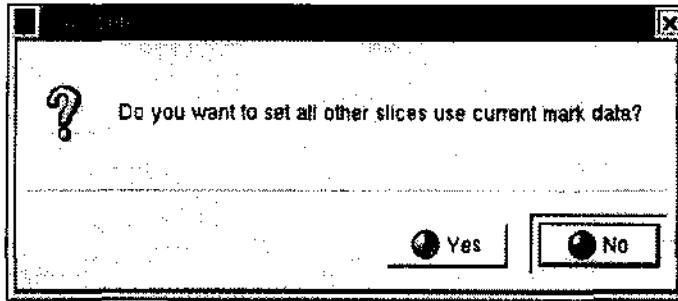 Do you want to set all other slices use current mark data?
Yes
No